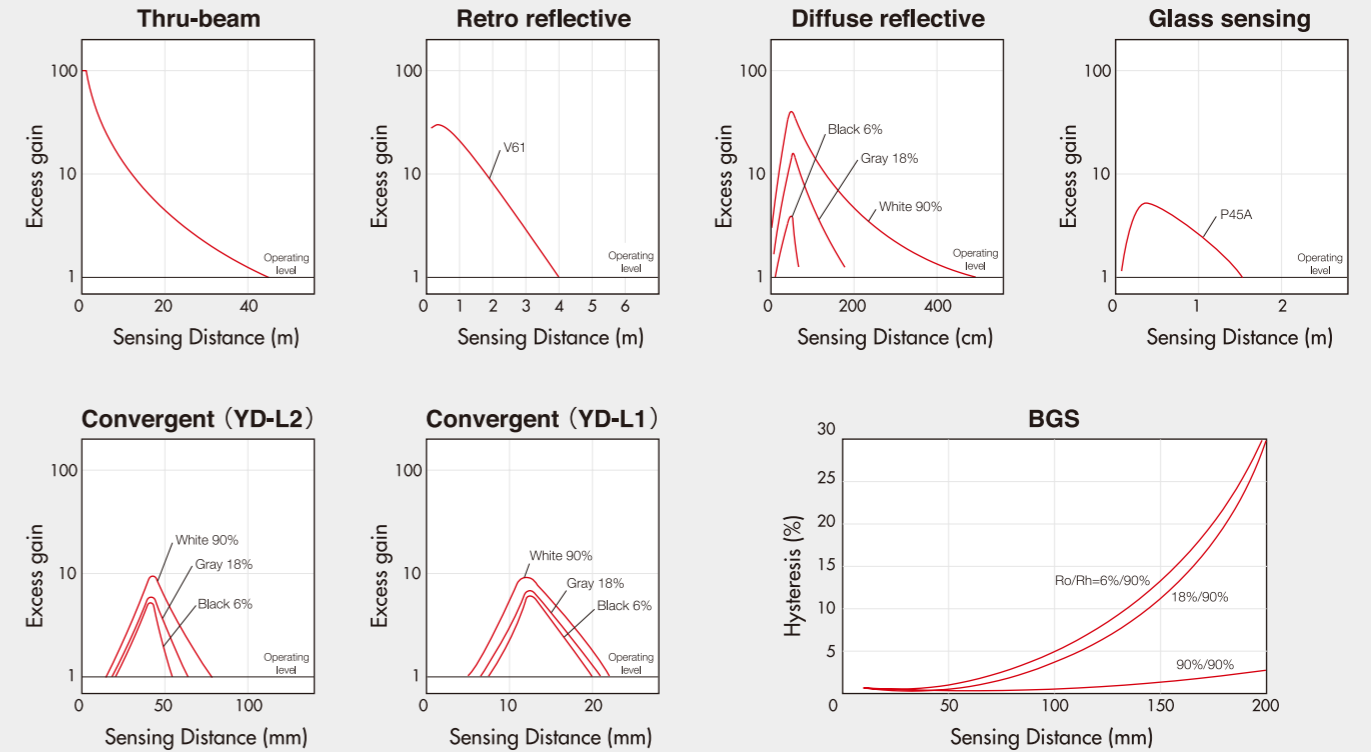 Thru-beam
Excess gain
100
10
1
Operating
level
0
20
40
Sensing Distance (m)
Retro reflective
Excess gain
100
10
1
V61
Operating
level
0
1
2
3
4
5
6
Sensing Distance (m)
Diffuse reflective
Excess gain
100
10
1
Black 6%
Gray 18%
White 90%
Operating
level
0
200
400
Sensing Distance (cm)
Glass sensing
Excess gain
100
10
1
P45A
Operating
level
0
1
2
Sensing Distance (m)
Convergent（YD-L2）
Excess gain
100
10
1
White 90%
Gray 18%
Black 6%
Operating
level
0
50
100
Sensing Distance (mm)
Convergent（YD-L1）
Excess gain
100
10
1
White 90%
Gray 18%
Black 6%
Operating
level
0
10
20
Sensing Distance (mm)
BGS
Hysteresis (%)
30
25
20
15
10
5
Ro/Rh=6%/90%
18%/90%
90%/90%
0
50
100
150
200
Sensing Distance (mm)